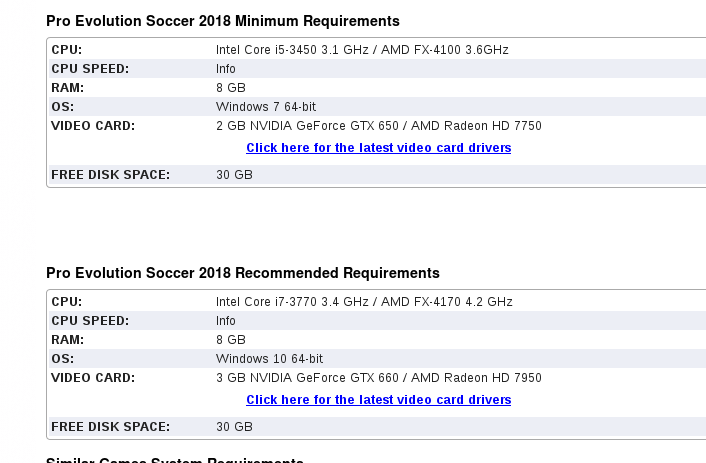 Pro Evolution Soccer 2018 Minimum Requirements
CPU: Intel Core i5-3450 3.1 GHz / AMD FX-4100 3.6GHz
CPU SPEED: Info
RAM: 8 GB
OS: Windows 7 64-bit
VIDEO CARD: 2 GB NVIDIA GeForce GTX 650 / AMD Radeon HD 7750
Click here for the latest video card drivers
FREE DISK SPACE: 30 GB
Pro Evolution Soccer 2018 Recommended Requirements
CPU: Intel Core i7-3770 3.4 GHz / AMD FX-4170 4.2 GHz
CPU SPEED: Info
RAM: 8 GB
OS: Windows 10 64-bit
VIDEO CARD: 3 GB NVIDIA GeForce GTX 660 / AMD Radeon HD 7950
Click here for the latest video card drivers
FREE DISK SPACE: 30 GB
Similar Games System Requirements